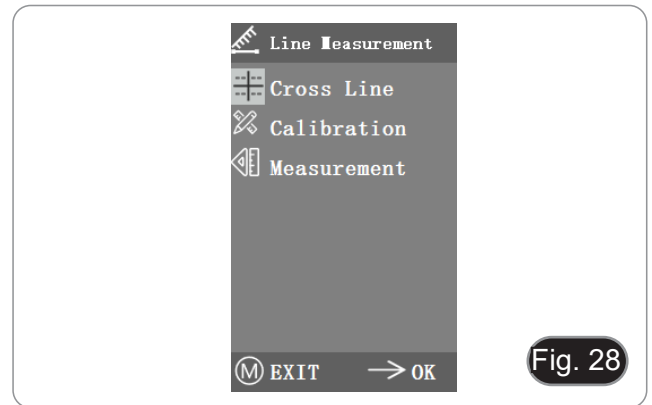 Line Measurement
Cross Line
Calibration
Measurement
M EXIT → OK
Fig. 28